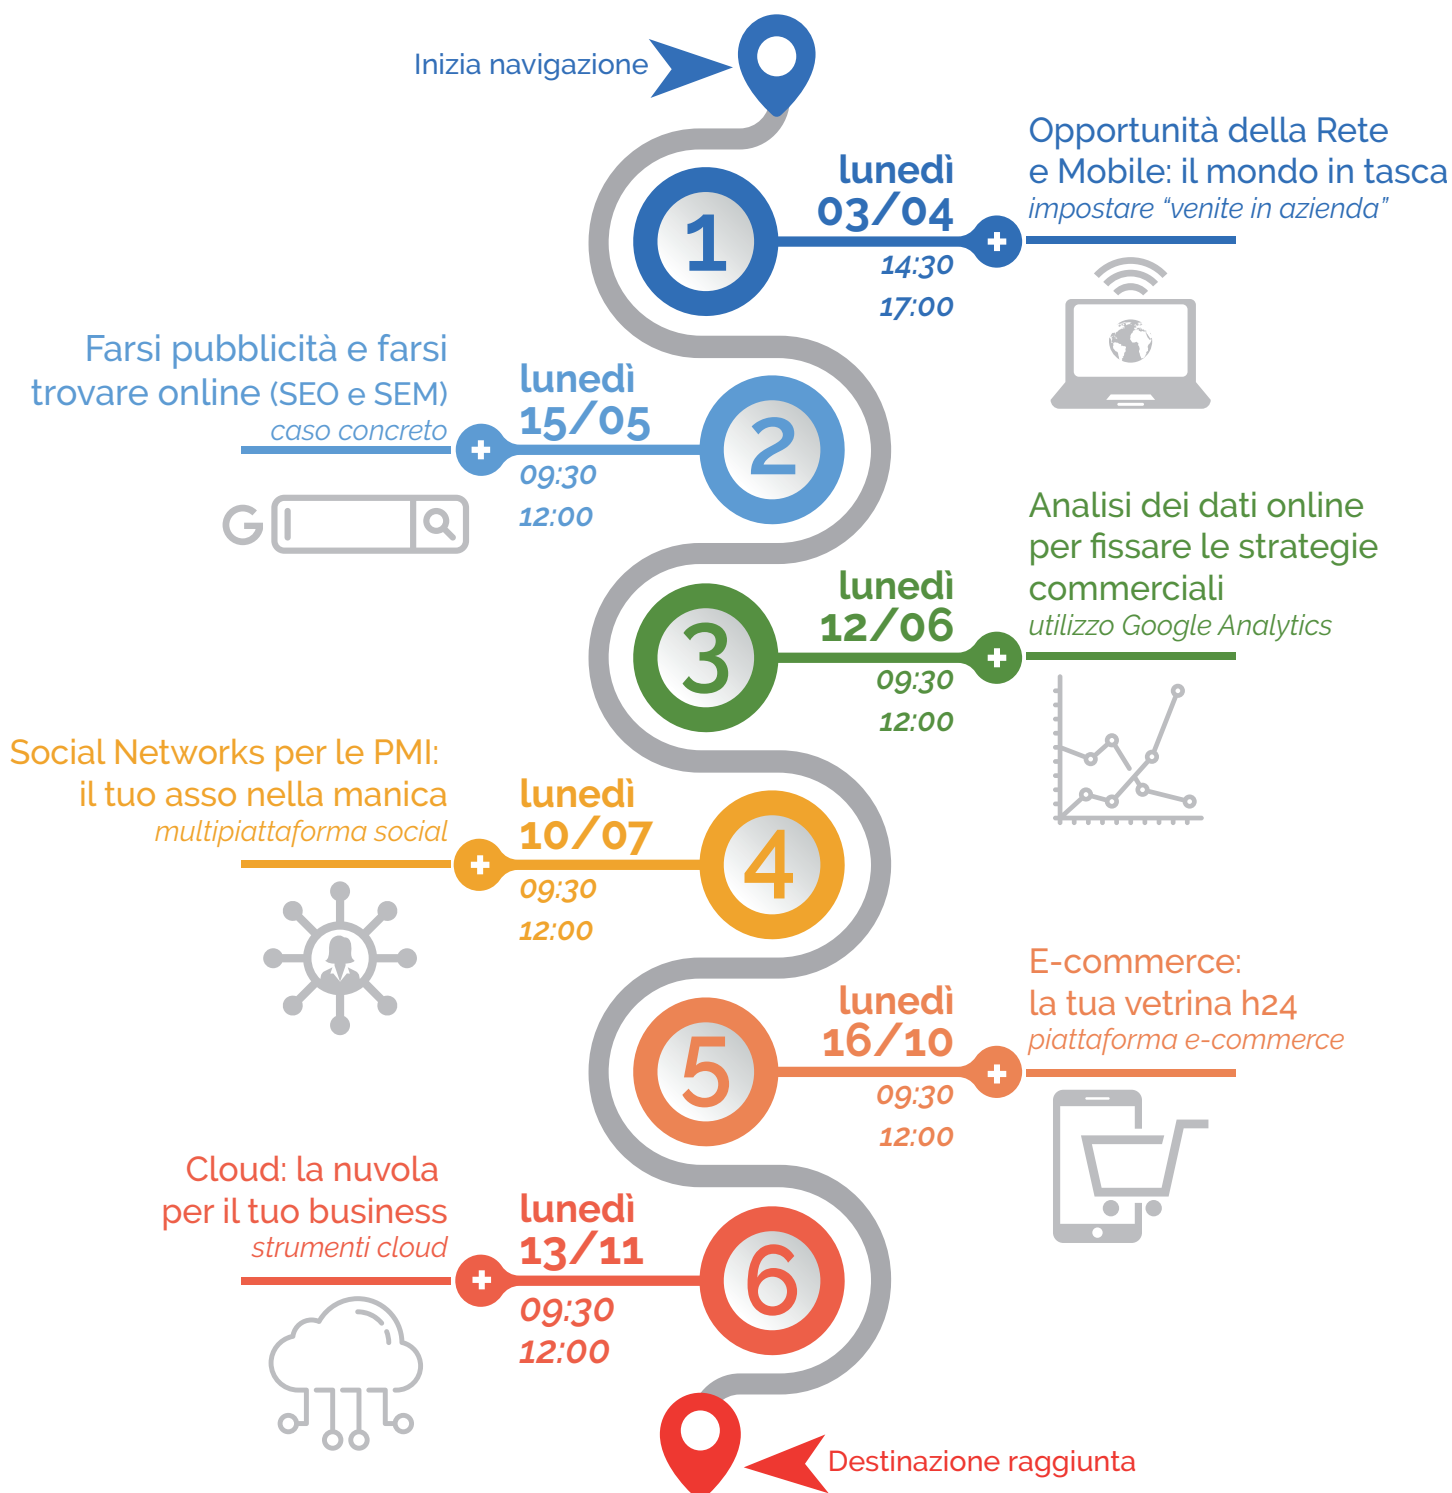 Inizia navigazione
1
lunedì
03/04
14:30
17:00
Opportunità della Rete
e Mobile: il mondo in tasca
impostare “venite in azienda”
Farsi pubblicità e farsi
trovare online (SEO e SEM)
caso concreto
lunedì
15/05
09:30
12:00
2
G
3
lunedì
12/06
09:30
12:00
Analisi dei dati online
per fissare le strategie
commerciali
utilizzo Google Analytics
Social Networks per le PMI:
il tuo asso nella manica
multipiattaforma social
lunedì
10/07
09:30
12:00
4
5
lunedì
16/10
09:30
12:00
E-commerce:
la tua vetrina h24
piattaforma e-commerce
Cloud: la nuvola
per il tuo business
strumenti cloud
lunedì
13/11
09:30
12:00
6
Destinazione raggiunta